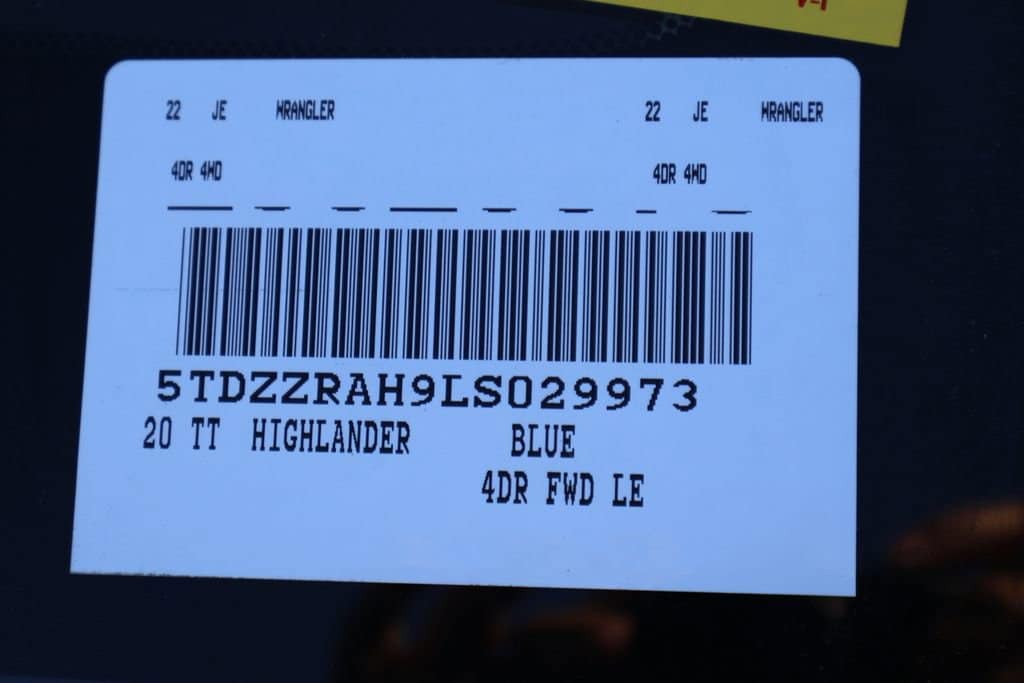 22 JE WRANGLER 22 JE WRANGLER
4DR 4WD 4DR 4WD
5TDZZRAH9LS029973
20 TT HIGHLANDER BLUE
4DR FWD LE